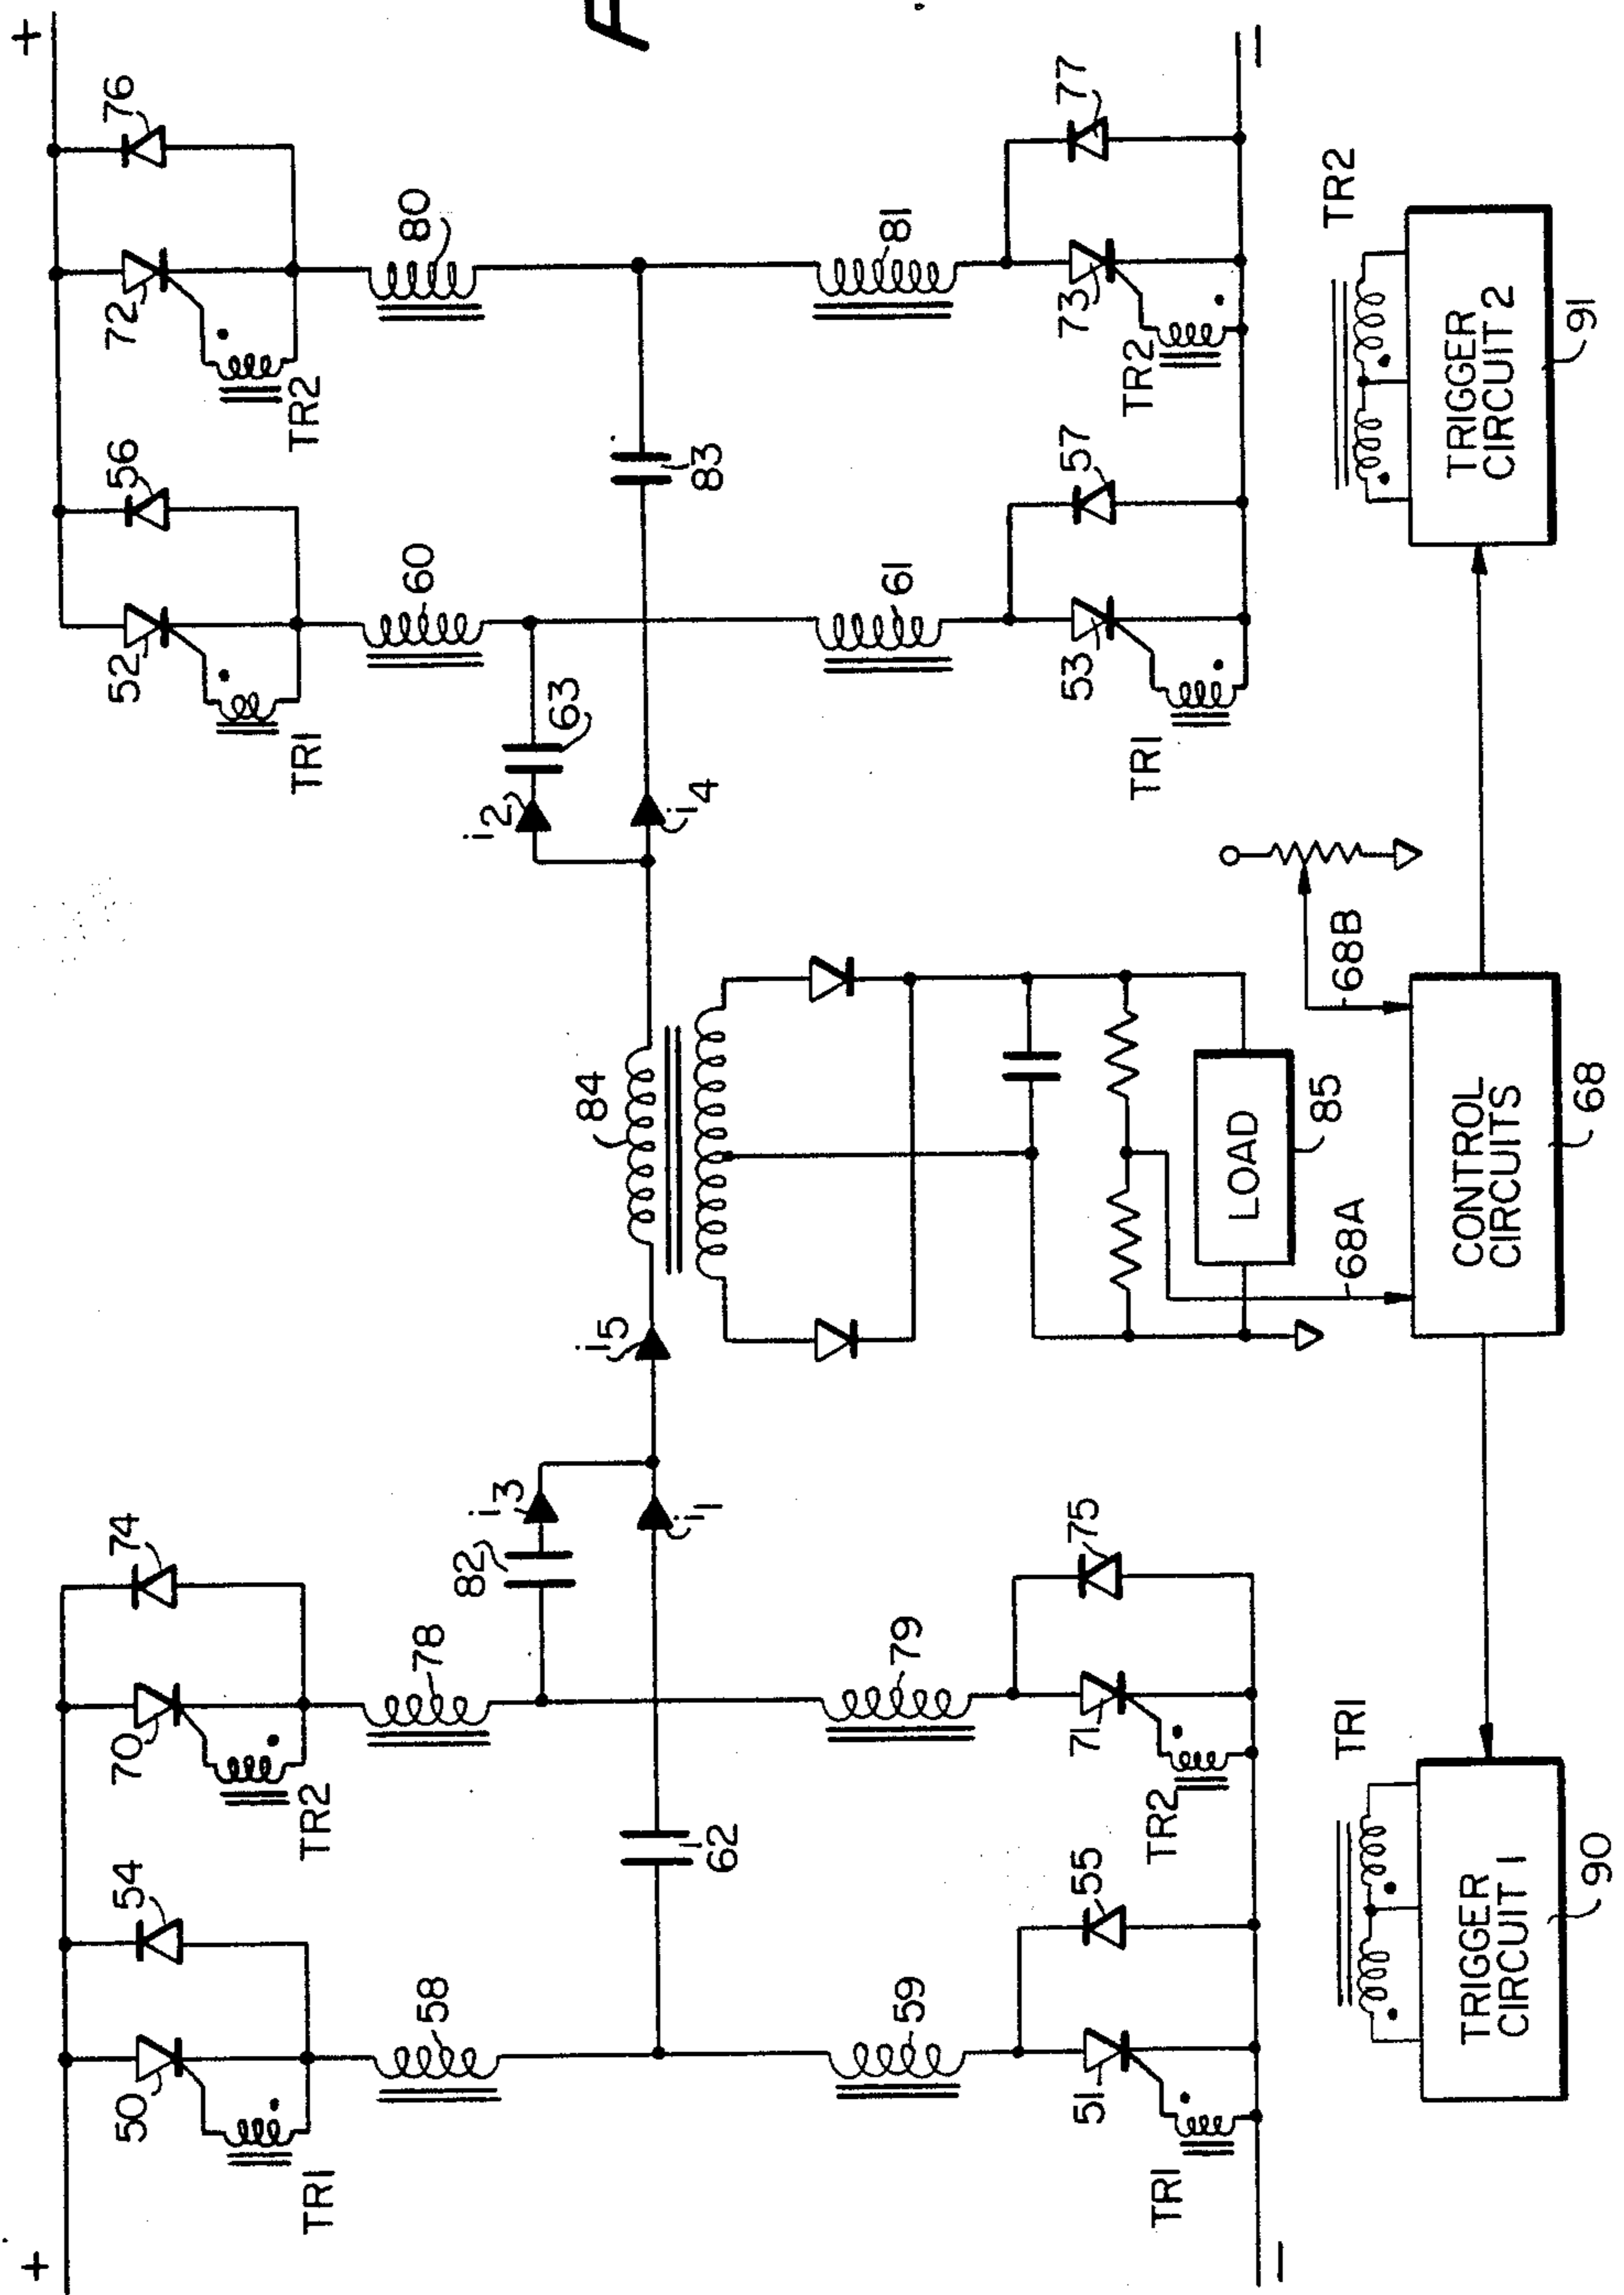 +
+
50
54
70
74
52
56
72
76
TR1
TR2
TR1
TR2
58
78
60
80
62
82
i3
i1
i5
84
i2
i4
63
83
59
79
61
81
51
55
71
75
53
57
73
77
TR1
TR2
TR1
TR2
LOAD
85
68A
68B
TR1
TR2
TRIGGER
CIRCUIT 1
90
CONTROL
CIRCUITS
68
TRIGGER
CIRCUIT 2
91